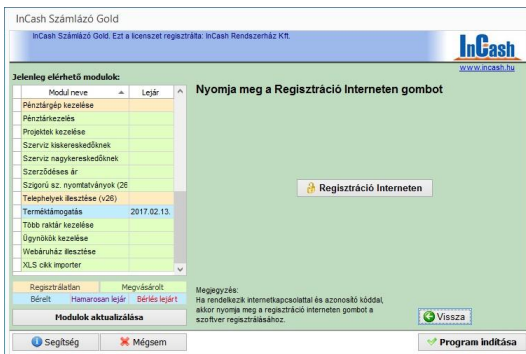 InCash Számlázó Gold
InCash Számlázó Gold. Ezt a licenszet regisztrálta: InCash Rendszerház Kft.
InCash
www.incash.hu
Jelenleg elérhető modulok:
Modul neve Lejár
Pénztárgép kezelése
Pénztárkezelés
Projektek kezelése
Szerviz kiskereskedőknek
Szerviz nagykereskedőknek
Szerződéses ár
Szigorú sz. nyomtatványok (26
Telephelyek illesztése (v26)
Terméktámogatás 2017.02.13.
Több raktár kezelése
Ügynökök kezelése
Webáruház illesztése
XLS cikk importer
Regisztrálatlan Megvásárolt
Bérelt Hamarosan lejár Bérlés lejárt
Modulok aktualizálása
Nyomja meg a Regisztráció Interneten gombot
Regisztráció Interneten
Megjegyzés:
Ha rendelkezik internetkapcsolattal és azonosító kóddal,
akkor nyomja meg a regisztráció interneten gombot a
szoftver regisztrálásához.
Vissza
Segítség Mégsem Program indítása